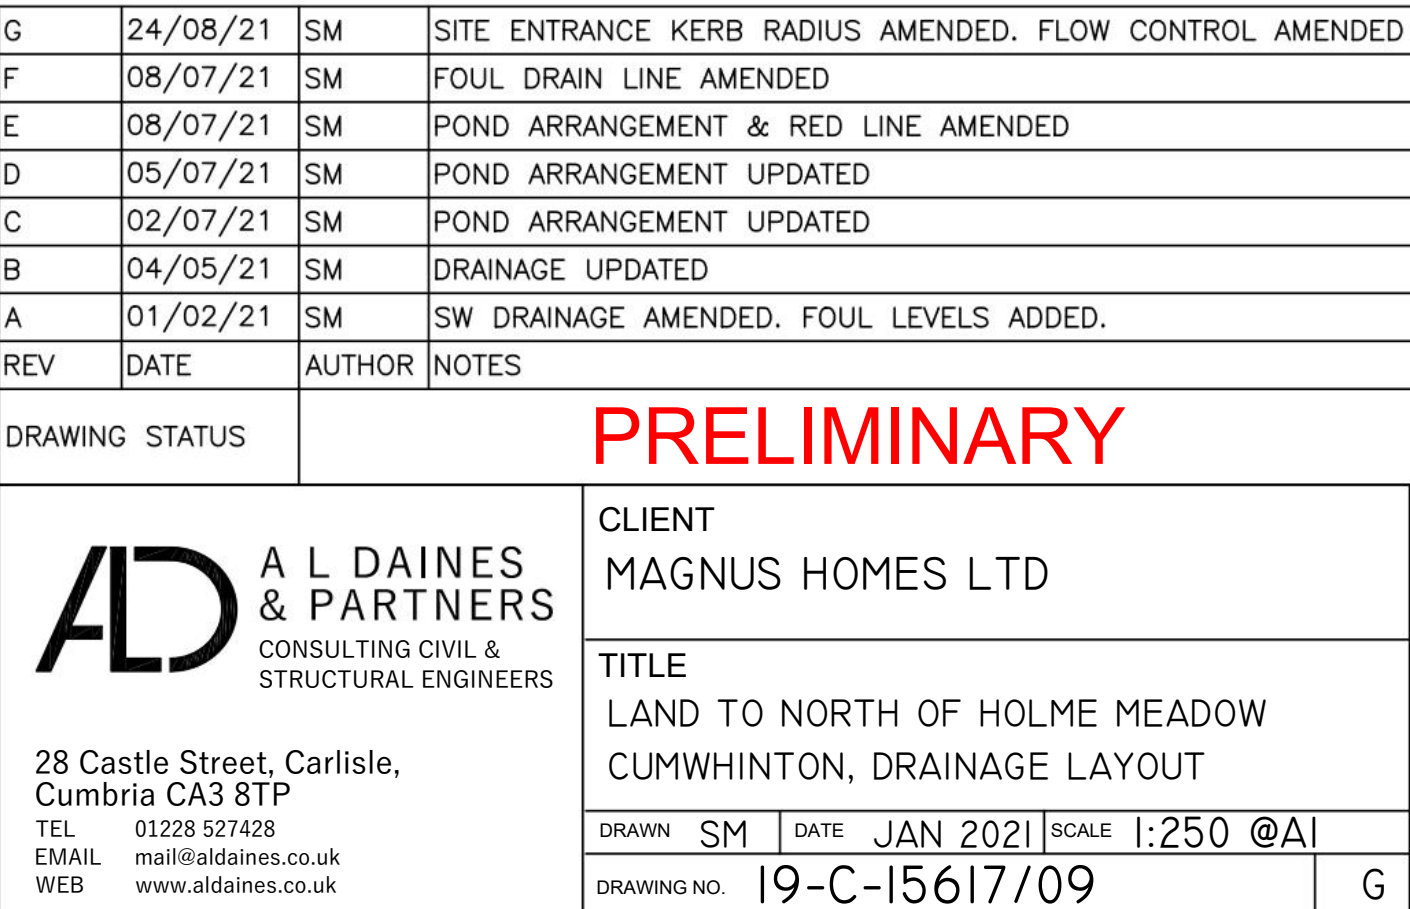 G 24/08/21 SM SITE ENTRANCE KERB RADIUS AMENDED. FLOW CONTROL AMENDED
F 08/07/21 SM FOUL DRAIN LINE AMENDED
E 08/07/21 SM POND ARRANGEMENT & RED LINE AMENDED
D 05/07/21 SM POND ARRANGEMENT UPDATED
C 02/07/21 SM POND ARRANGEMENT UPDATED
B 04/05/21 SM DRAINAGE UPDATED
A 01/02/21 SM SW DRAINAGE AMENDED. FOUL LEVELS ADDED.
REV DATE AUTHOR NOTES
DRAWING STATUS PRELIMINARY
ALD
A L DAINES
& PARTNERS
CONSULTING CIVIL &
STRUCTURAL ENGINEERS
28 Castle Street, Carlisle,
Cumbria CA3 8TP
TEL 01228 527428
EMAIL mail@aldaines.co.uk
WEB www.aldaines.co.uk
CLIENT
MAGNUS HOMES LTD
TITLE
LAND TO NORTH OF HOLME MEADOW
CUMWHINTON, DRAINAGE LAYOUT
DRAWN SM DATE JAN 2021 SCALE 1:250 @A1
DRAWING NO. 19-C-15617/09 G